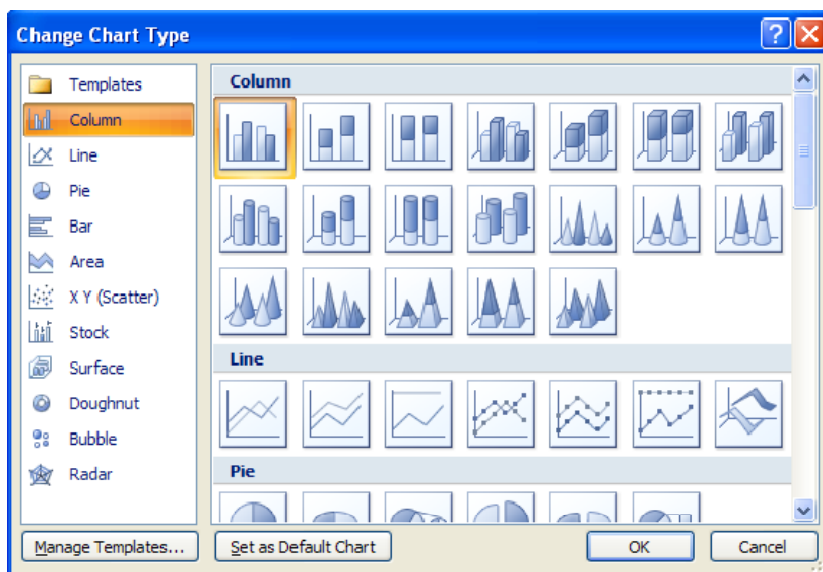 Change Chart Type
Templates
Column
Line
Pie
Bar
Area
X Y (Scatter)
Stock
Surface
Doughnut
Bubble
Radar
Column
Line
Pie
Manage Templates...
Set as Default Chart
OK
Cancel